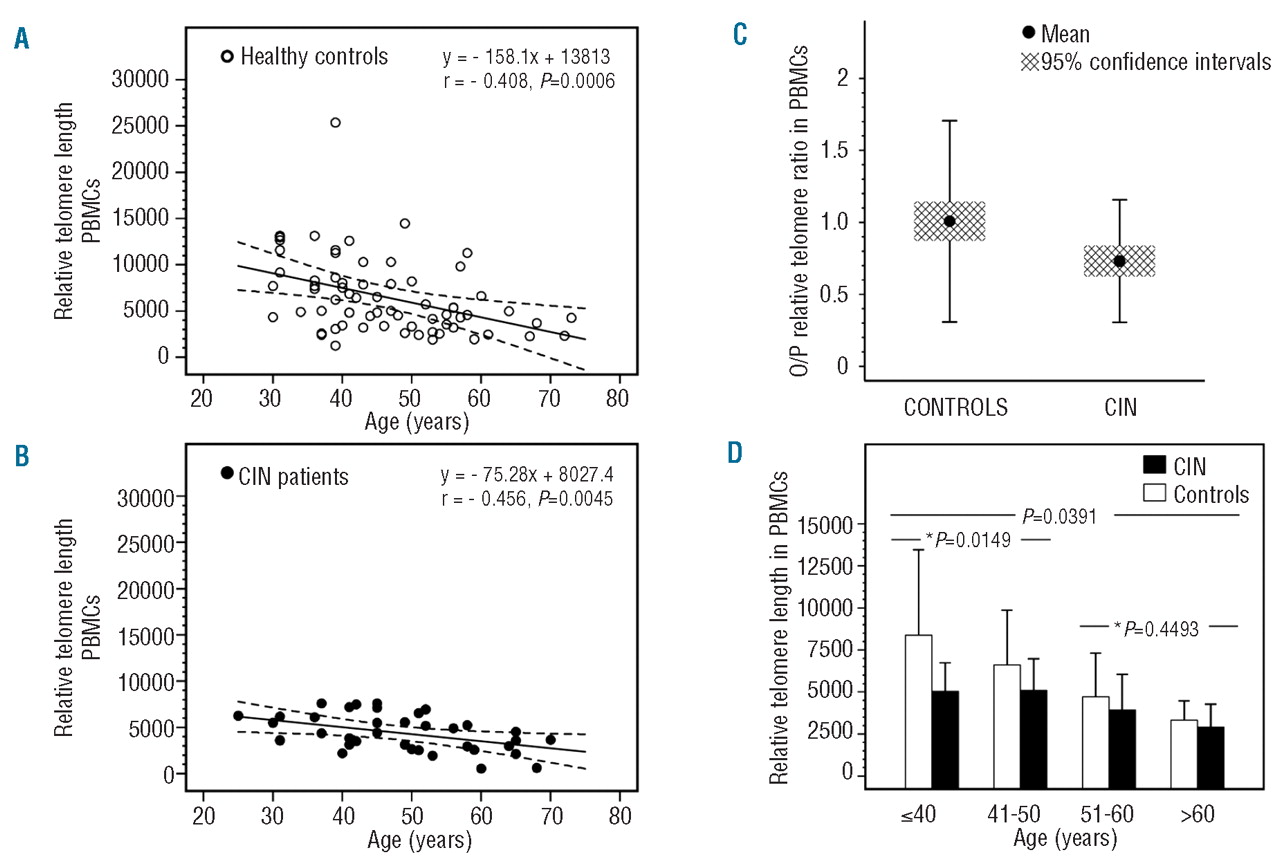 A
Healthy controls
y = - 158.1x + 13813
r = - 0.408, P=0.0006
Relative telomere length
PBMCs
30000
25000
20000
15000
10000
5000
0
20 30 40 50 60 70 80
Age (years)
B
CIN patients
y = - 75.28x + 8027.4
r = - 0.456, P=0.0045
Relative telomere length
PBMCs
30000
25000
20000
15000
10000
5000
0
20 30 40 50 60 70 80
Age (years)
C
Mean
95% confidence intervals
O/P relative telomere ratio in PBMCs
2
1.5
1.0
0.5
0
CONTROLS CIN
D
CIN
Controls
Relative telomere length in PBMCs
P=0.0391
*P=0.0149
*P=0.4493
15000
12500
10000
7500
5000
2500
0
≤40 41-50 51-60 >60
Age (years)